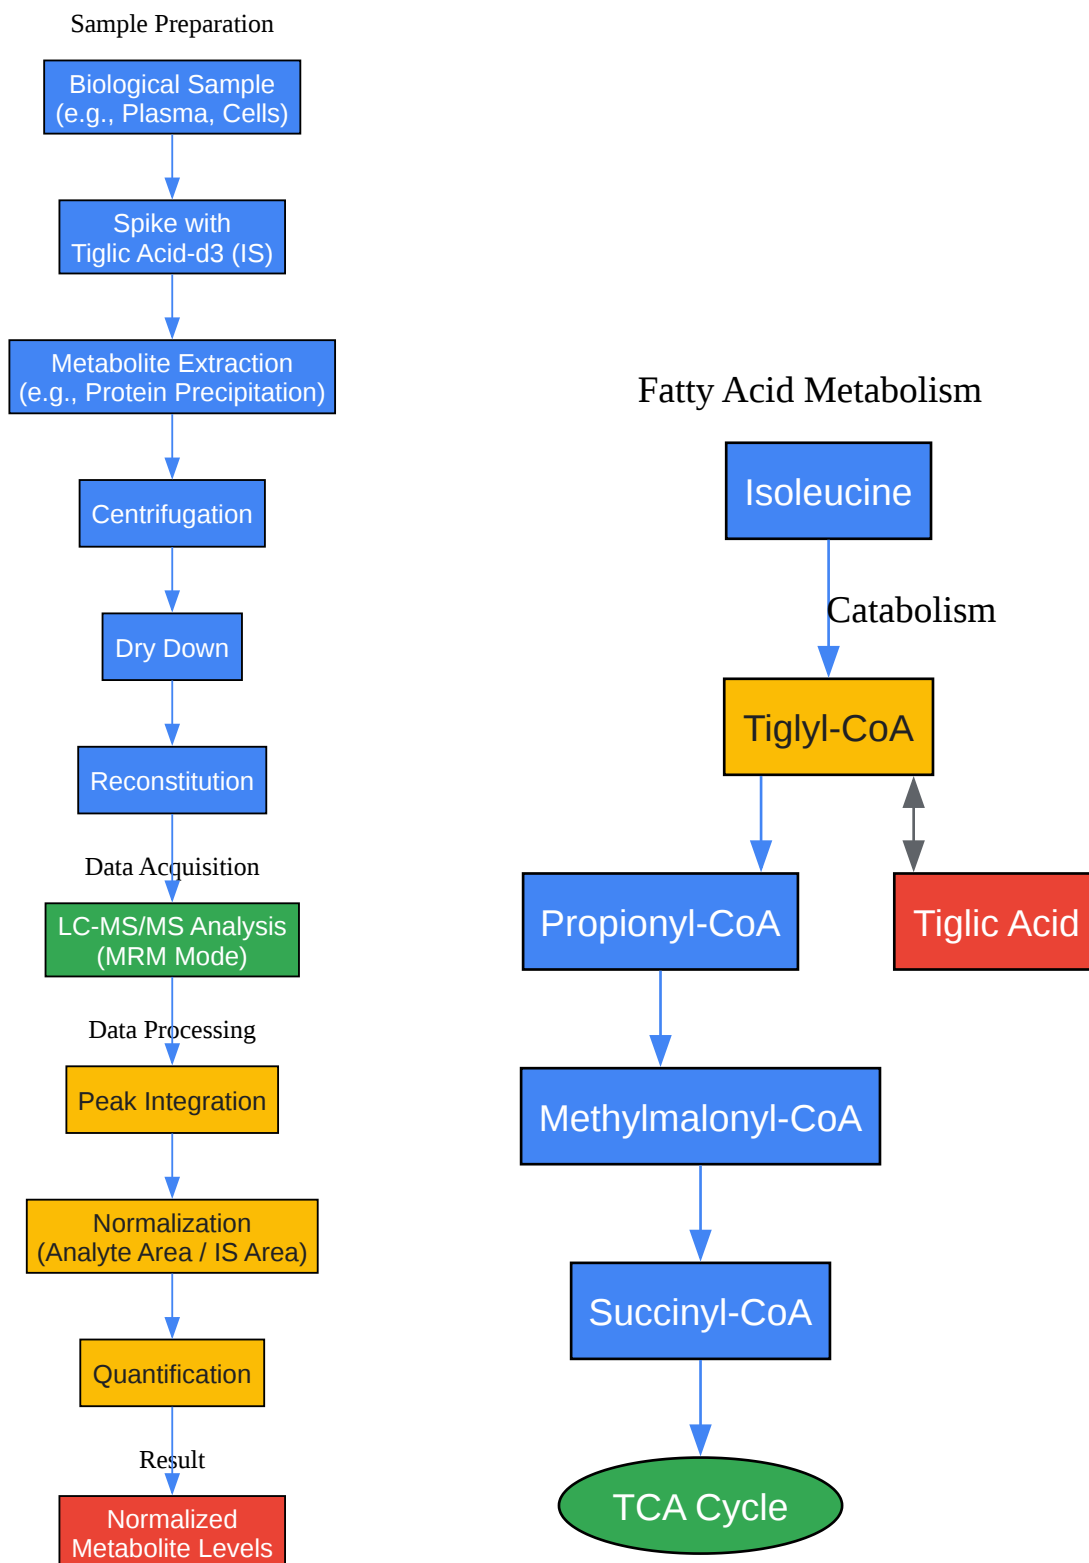 Sample Preparation
Biological Sample
(e.g., Plasma, Cells)
Spike with
Tiglic Acid-d3 (IS)
Metabolite Extraction
(e.g., Protein Precipitation)
Centrifugation
Dry Down
Reconstitution
Data Acquisition
LC-MS/MS Analysis
(MRM Mode)
Data Processing
Peak Integration
Normalization
(Analyte Area / IS Area)
Quantification
Result
Normalized
Metabolite Levels
Fatty Acid Metabolism
Isoleucine
Catabolism
Tiglyl-CoA
Propionyl-CoA
Tiglic Acid
Methylmalonyl-CoA
Succinyl-CoA
TCA Cycle